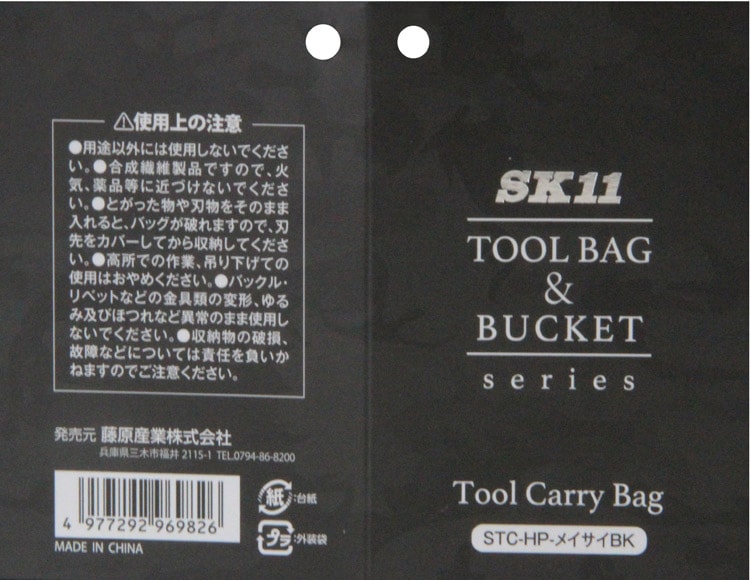 ⚠使用上の注意
●用途以外には使用しないでくださ
い。●合成繊維製品ですので、火
気、薬品等に近づけないでください。
●とがった物や刃物をそのまま
入れると、バッグが破れますので、刃
先をカバーしてから収納してくださ
い。●高所での作業、吊り下げての
使用はおやめください。●バックル・
リベットなどの金具類の変形、ゆる
み及びほつれなど異常のまま使用し
ないでください。●収納物の破損、
故障などについては責任を負いか
ねますのでご注意ください。
発売元 藤原産業株式会社
兵庫県三木市福井 2115-1 TEL.0794-86-8200
4 977292 969826
MADE IN CHINA
紙:台紙
プラ:外装袋
SK11
TOOL BAG
&
BUCKET
series
Tool Carry Bag
STC-HP-メイサイBK